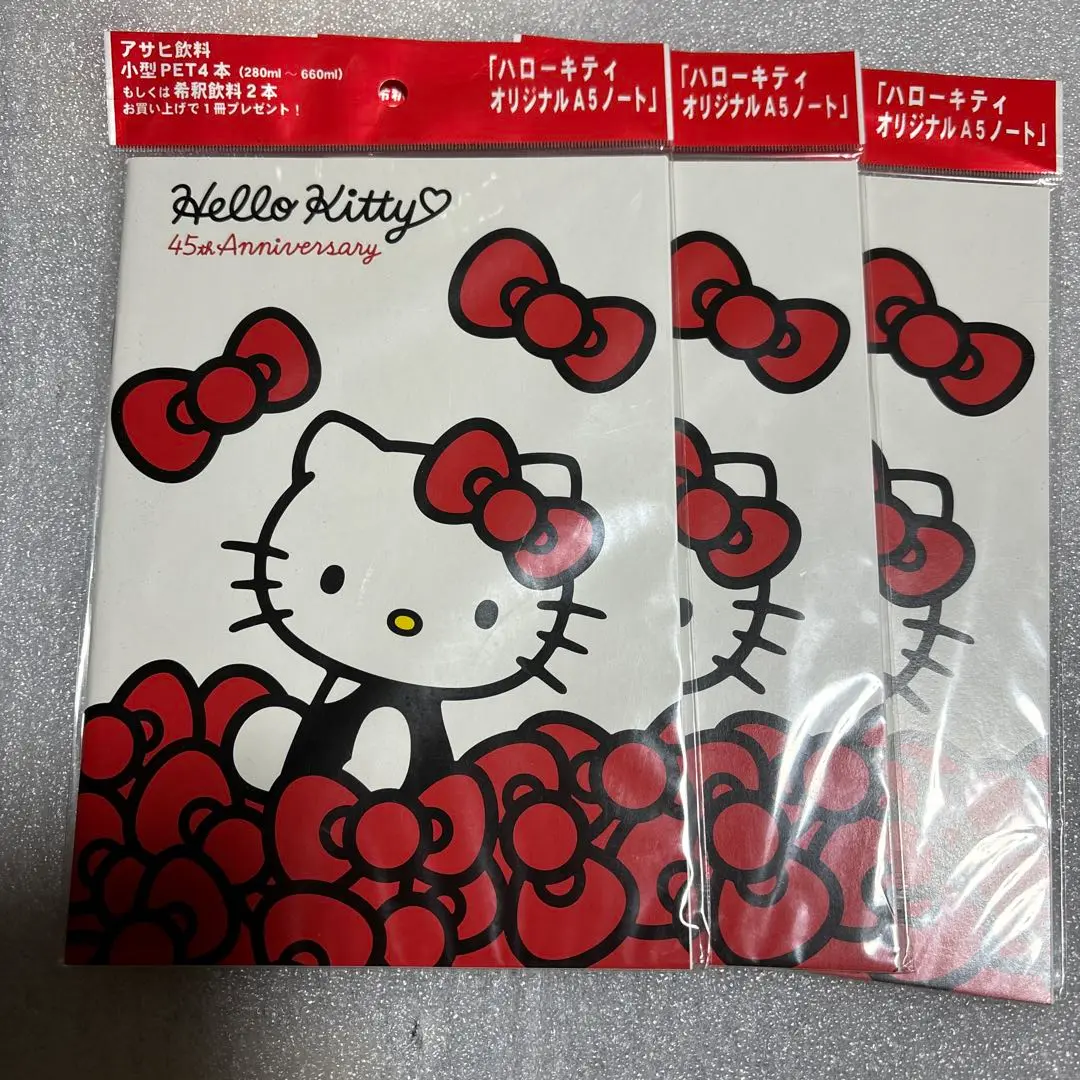 アサヒ飲料
小型PET4本（280ml～660ml）
もしくは希釈飲料2本
お買い上げで1冊プレゼント！
「ハローキティ
オリジナルA5ノート」
「ハローキティ
オリジナルA5ノート」
「ハローキティ
オリジナルA5ノート」
Hello Kitty♡
45th Anniversary